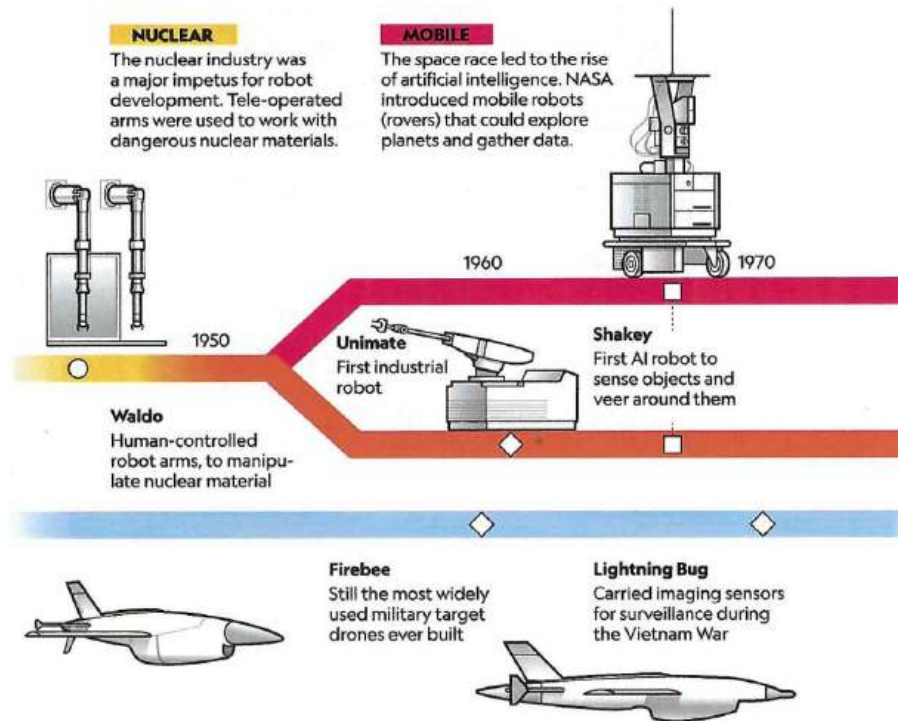 NUCLEAR
The nuclear industry was
a major impetus for robot
development. Tele-operated
arms were used to work with
dangerous nuclear materials.
MOBILE
The space race led to the rise
of artificial intelligence. NASA
introduced mobile robots
(rovers) that could explore
planets and gather data.
1950
1960
1970
Waldo
Human-controlled
robot arms, to manipu-
late nuclear material
Unimate
First industrial
robot
Shakey
First AI robot to
sense objects and
veer around them
Firebee
Still the most widely
used military target
drones ever built
Lightning Bug
Carried imaging sensors
for surveillance during
the Vietnam War